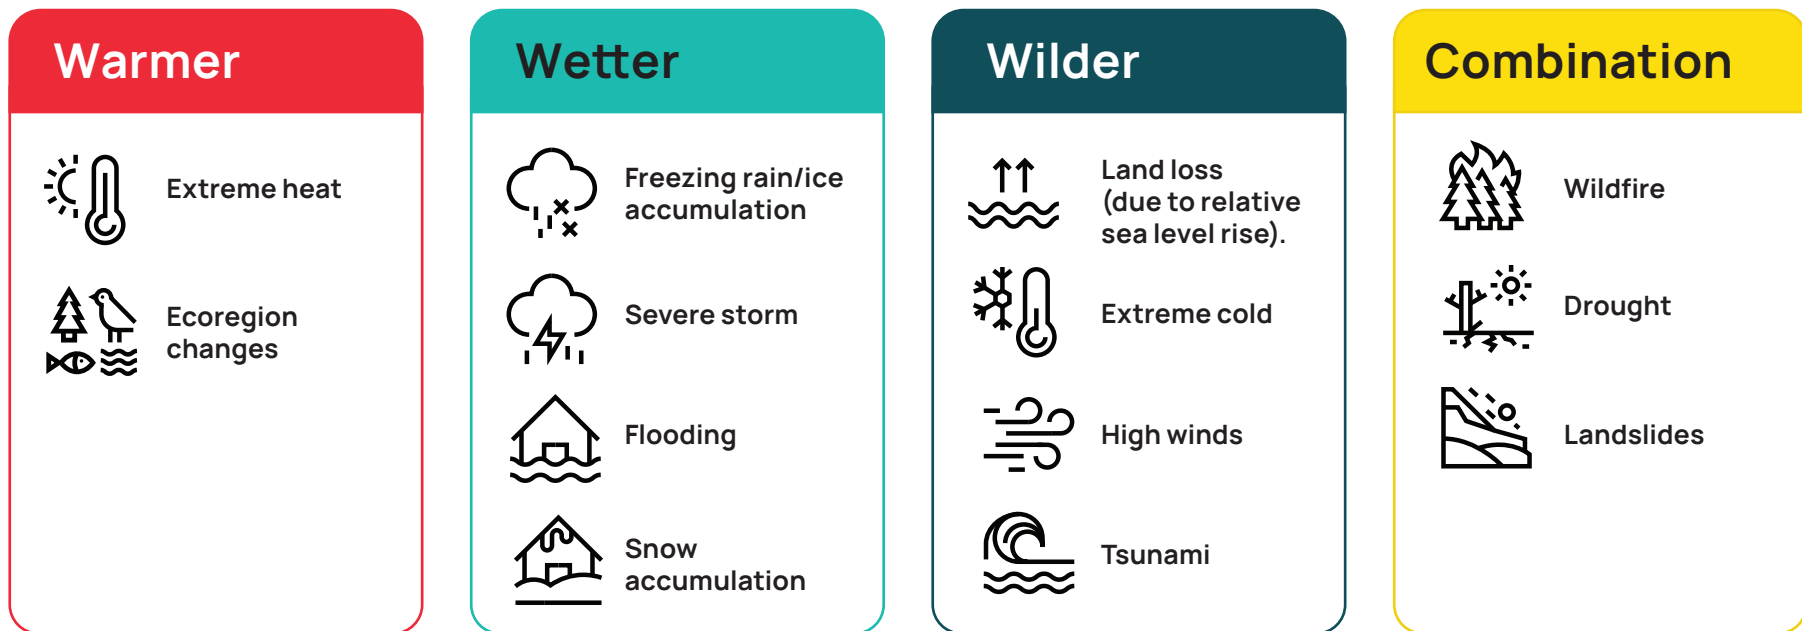 Warmer
Extreme heat
Ecoregion
changes
Wetter
Freezing rain/ice
accumulation
Severe storm
Flooding
Snow
accumulation
Wilder
Land loss
(due to relative
sea level rise).
Extreme cold
High winds
Tsunami
Combination
Wildfire
Drought
Landslides